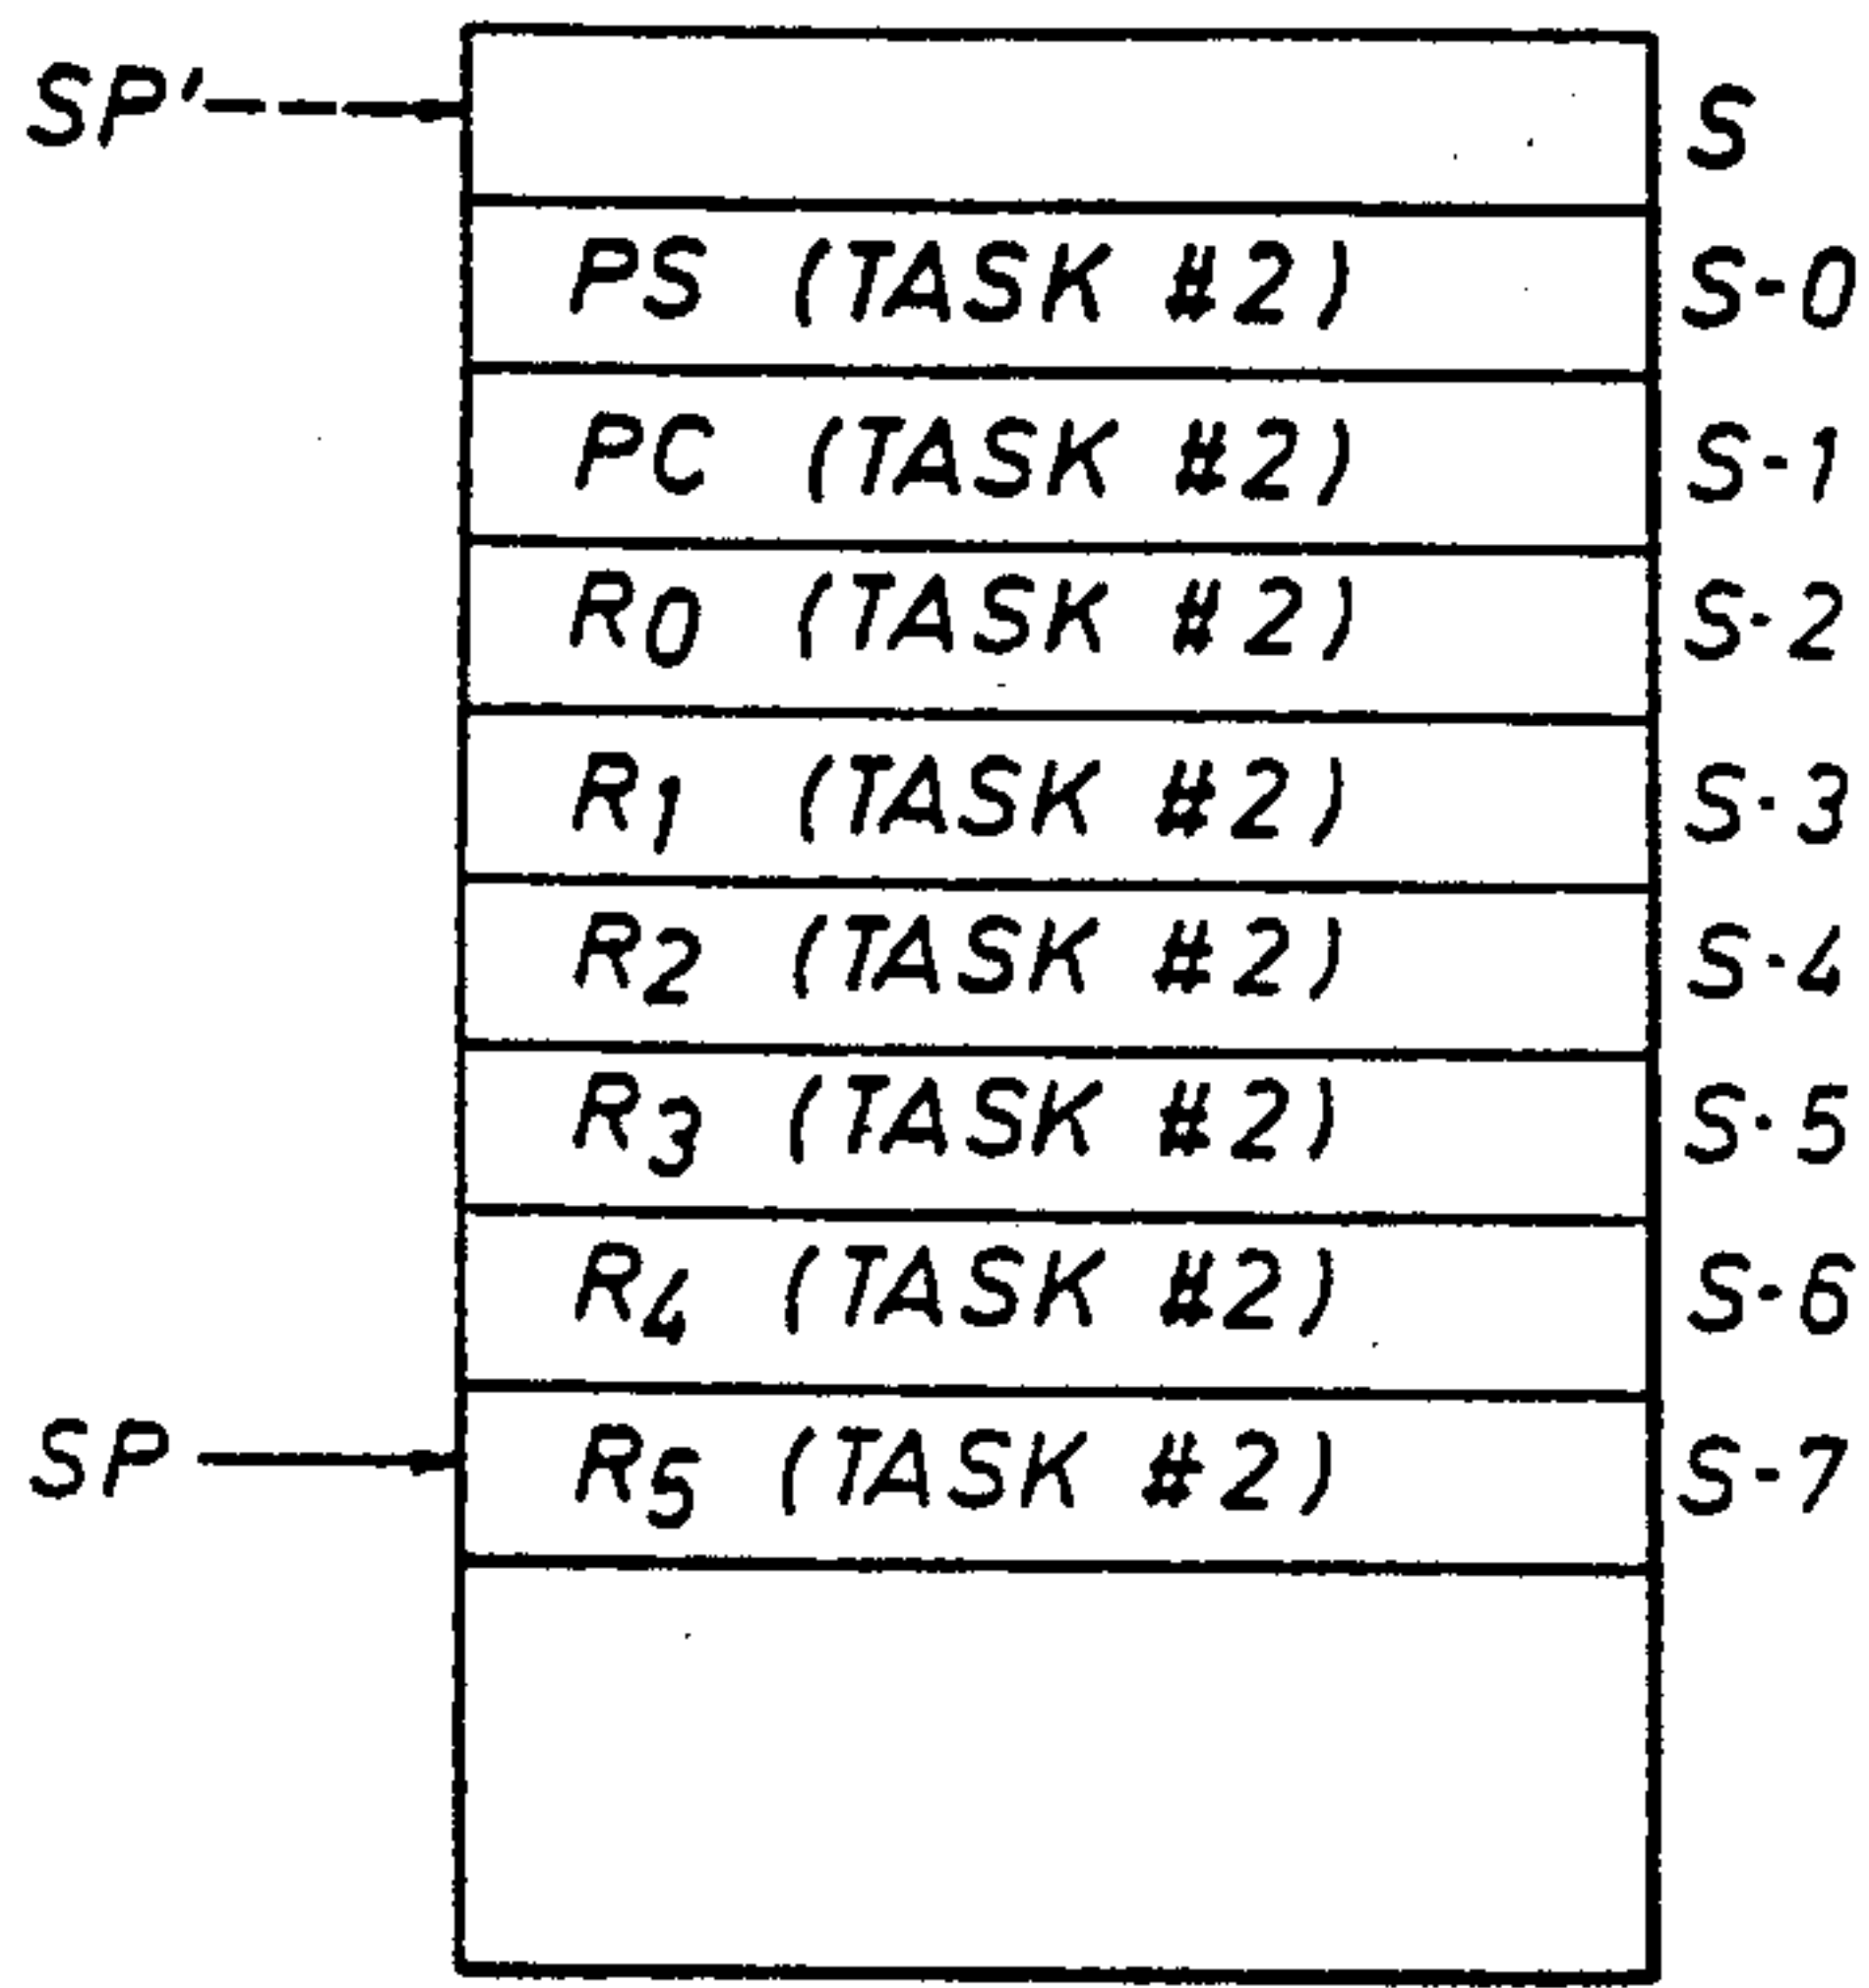 SP' S
PS (TASK #2) S-0
PC (TASK #2) S-1
R0 (TASK #2) S-2
R1 (TASK #2) S-3
R2 (TASK #2) S-4
R3 (TASK #2) S-5
R4 (TASK #2) S-6
SP R5 (TASK #2) S-7